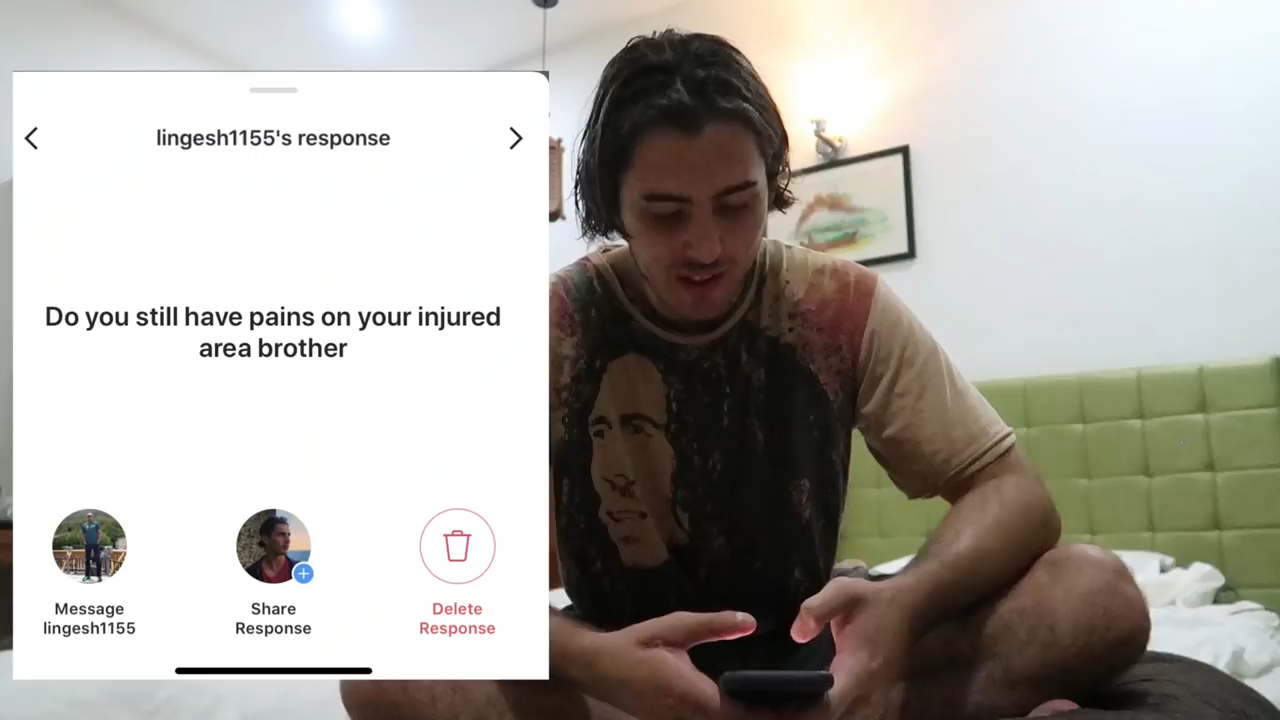 lingesh1155's response
Do you still have pains on your injured
area brother
Message
lingesh1155
Share
Response
Delete
Response